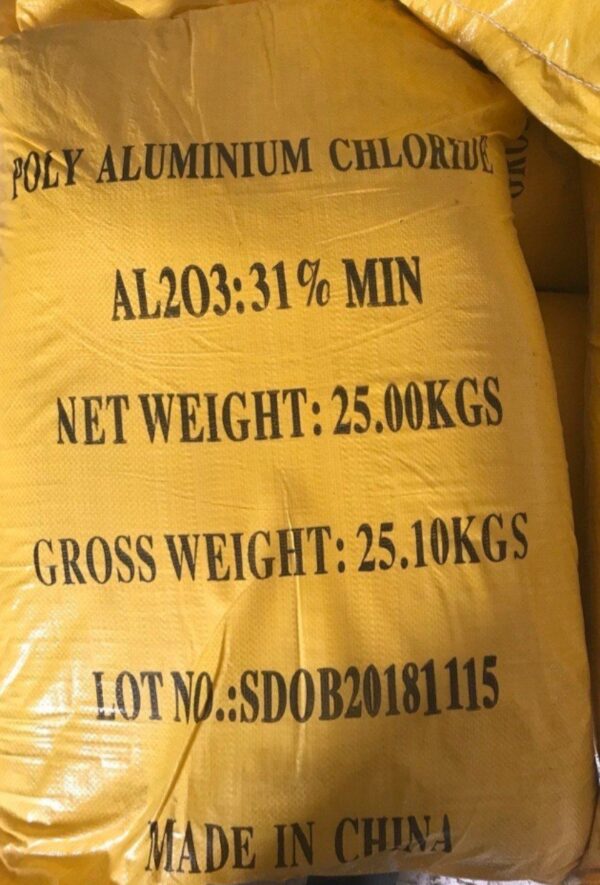 POLY ALUMINIUM CHLORIDE
AL2O3:31% MIN
NET WEIGHT: 25.00KGS
GROSS WEIGHT: 25.10KGS
LOT NO.:SDOB20181115
MADE IN CHINA